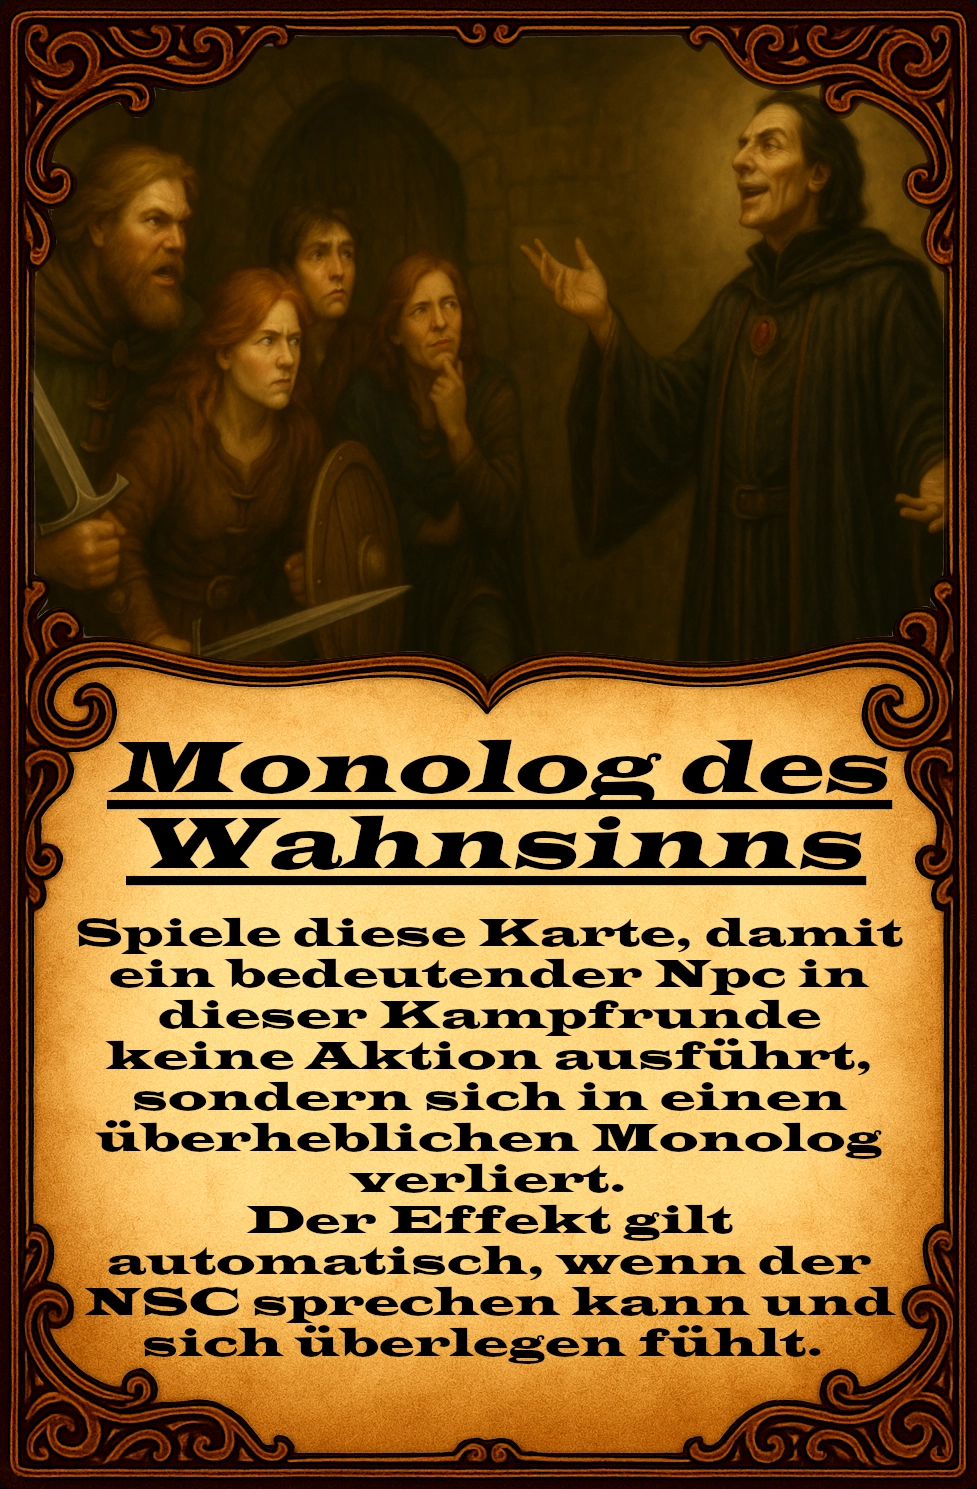 Monolog des
Wahnsinns
Spiele diese Karte, damit
ein bedeutender Npc in
dieser Kampfrunde
keine Aktion ausführt,
sondern sich in einen
überheblichen Monolog
verliert.
Der Effekt gilt
automatisch, wenn der
NSC sprechen kann und
sich überlegen fühlt.